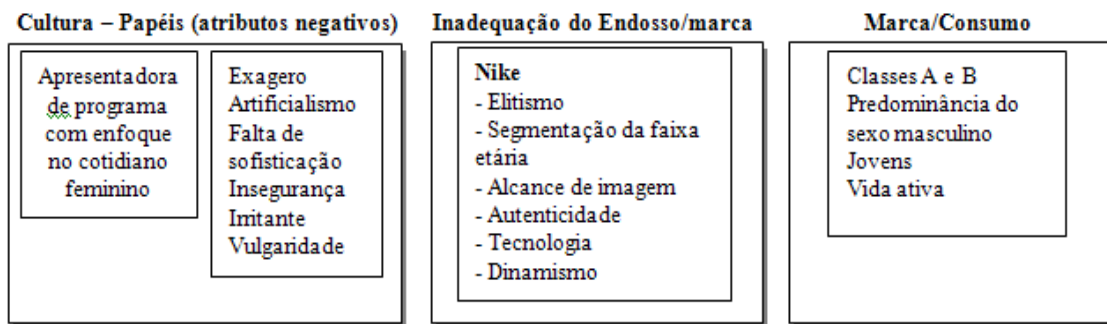 Cultura – Papéis (atributos negativos)
Apresentadora
de programa
com enfoque
no cotidiano
feminino
Exagero
Artificialismo
Falta de
sofisticação
Insegurança
Irritante
Vulgaridade
Inadequação do Endosso/marca
Nike
- Elitismo
- Segmentação da faixa
etária
- Alcance de imagem
- Autenticidade
- Tecnologia
- Dinamismo
Marca/Consumo
Classes A e B
Predominância do
sexo masculino
Jovens
Vida ativa